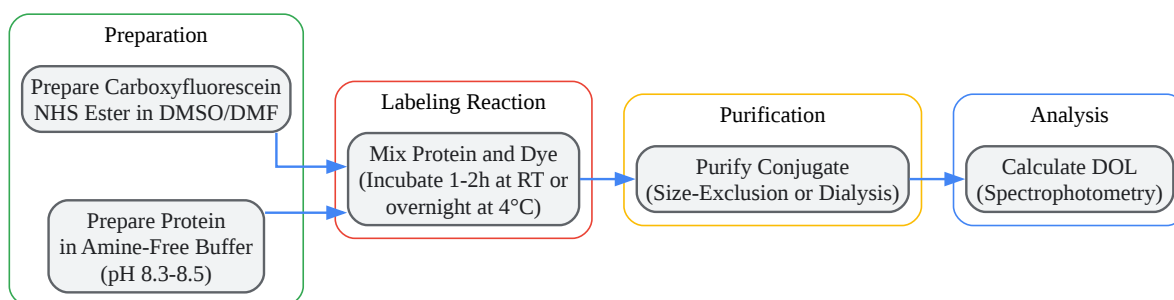 Preparation
Prepare Carboxyfluorescein
NHS Ester in DMSO/DMF
Prepare Protein
in Amine-Free Buffer
(pH 8.3-8.5)
Labeling Reaction
Mix Protein and Dye
(Incubate 1-2h at RT or
overnight at 4°C)
Purification
Purify Conjugate
(Size-Exclusion or Dialysis)
Analysis
Calculate DOL
(Spectrophotometry)